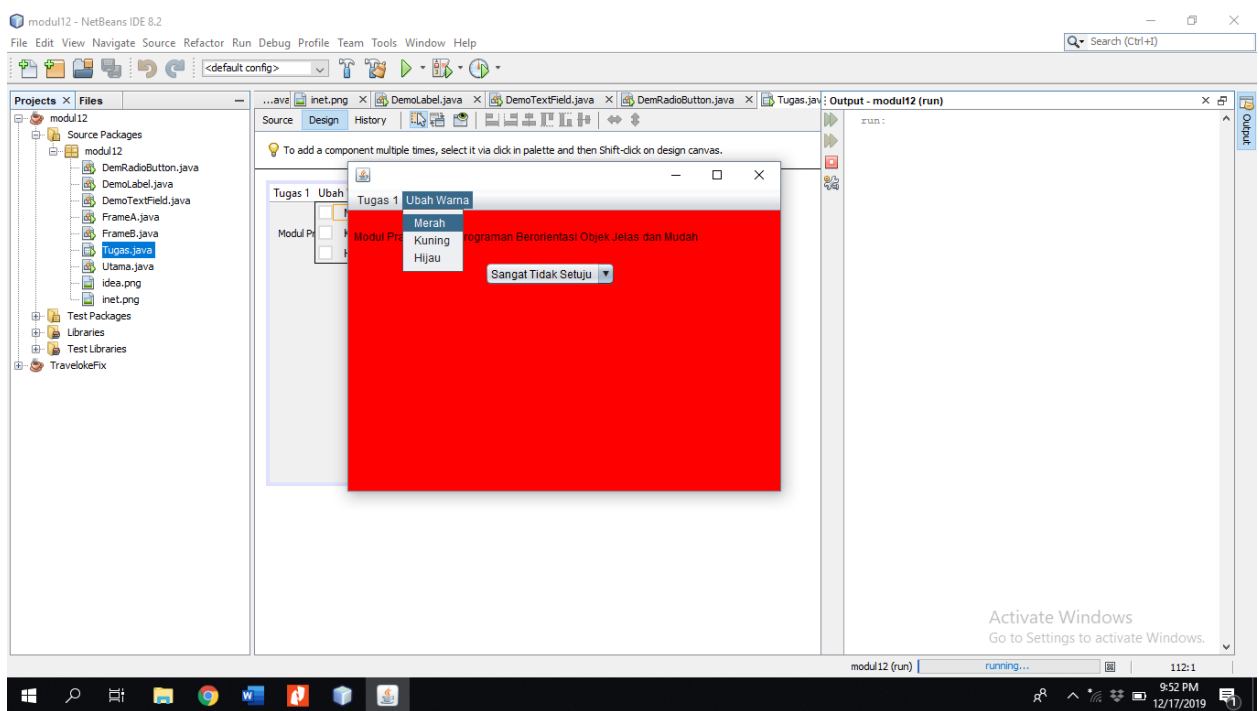 modul12 - NetBeans IDE 8.2
File Edit View Navigate Source Refactor Run Debug Profile Team Tools Window Help
Search (Ctrl+I)
<default config>
Projects Files
modul12
Source Packages
modul12
DemRadioButton.java
DemoLabel.java
DemoTextField.java
FrameA.java
FrameB.java
Tugas.java
Utama.java
idea.png
inet.png
Test Packages
Libraries
Test Libraries
TravelokeFix
...ava inet.png DemoLabel.java DemoTextField.java DemRadioButton.java Tugas.jav
Source Design History
To add a component multiple times, select it via click in palette and then Shift-click on design canvas.
Tugas 1 Ubah
Modul Pr
Tugas 1 Ubah Warna
Merah
Kuning
Hijau
Modul Pra rograman Berorientasi Objek Jelas dan Mudah
Sangat Tidak Setuju
Output - modul12 (run)
run:
Output
Activate Windows
Go to Settings to activate Windows.
modul12 (run) running... 112:1
9:52 PM
12/17/2019
1